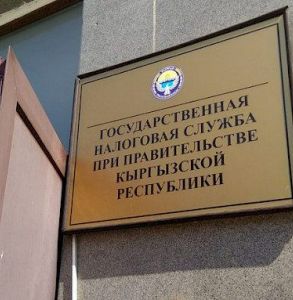 ГОСУДАРСТВЕННАЯ
НАЛОГОВАЯ СЛУЖБА
ПРИ ПРАВИТЕЛЬСТВЕ
КЫРГЫЗСКОЙ
РЕСПУБЛИКИ